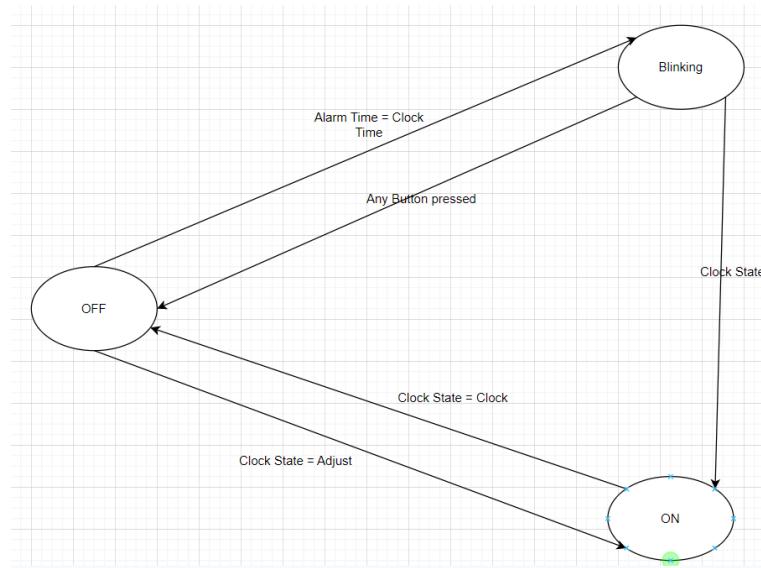 Blinking
Alarm Time = Clock
Time
Any Button pressed
Clock State
OFF
Clock State = Clock
Clock State = Adjust
ON